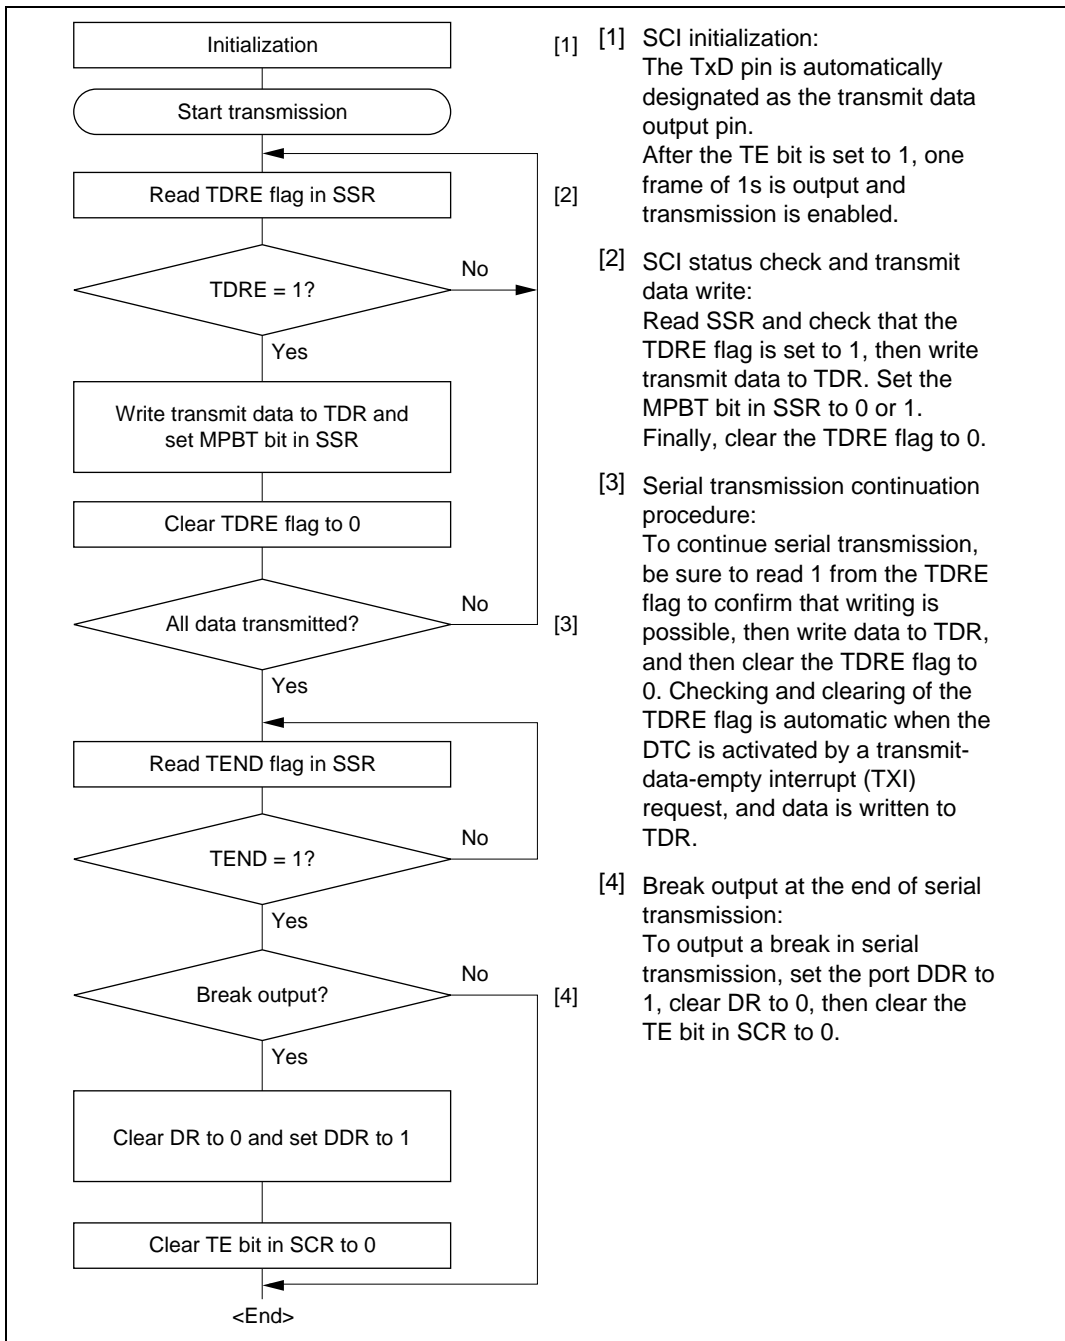 Initialization
[1]
Start transmission
Read TDRE flag in SSR
[2]
TDRE = 1?
No
Yes
Write transmit data to TDR and
set MPBT bit in SSR
Clear TDRE flag to 0
All data transmitted?
No
[3]
Yes
Read TEND flag in SSR
TEND = 1?
No
Yes
Break output?
No
[4]
Yes
Clear DR to 0 and set DDR to 1
Clear TE bit in SCR to 0
<End>
[1] SCI initialization:
The TxD pin is automatically
designated as the transmit data
output pin.
After the TE bit is set to 1, one
frame of 1s is output and
transmission is enabled.
[2] SCI status check and transmit
data write:
Read SSR and check that the
TDRE flag is set to 1, then write
transmit data to TDR. Set the
MPBT bit in SSR to 0 or 1.
Finally, clear the TDRE flag to 0.
[3] Serial transmission continuation
procedure:
To continue serial transmission,
be sure to read 1 from the TDRE
flag to confirm that writing is
possible, then write data to TDR,
and then clear the TDRE flag to
0. Checking and clearing of the
TDRE flag is automatic when the
DTC is activated by a transmit-
data-empty interrupt (TXI)
request, and data is written to
TDR.
[4] Break output at the end of serial
transmission:
To output a break in serial
transmission, set the port DDR to
1, clear DR to 0, then clear the
TE bit in SCR to 0.